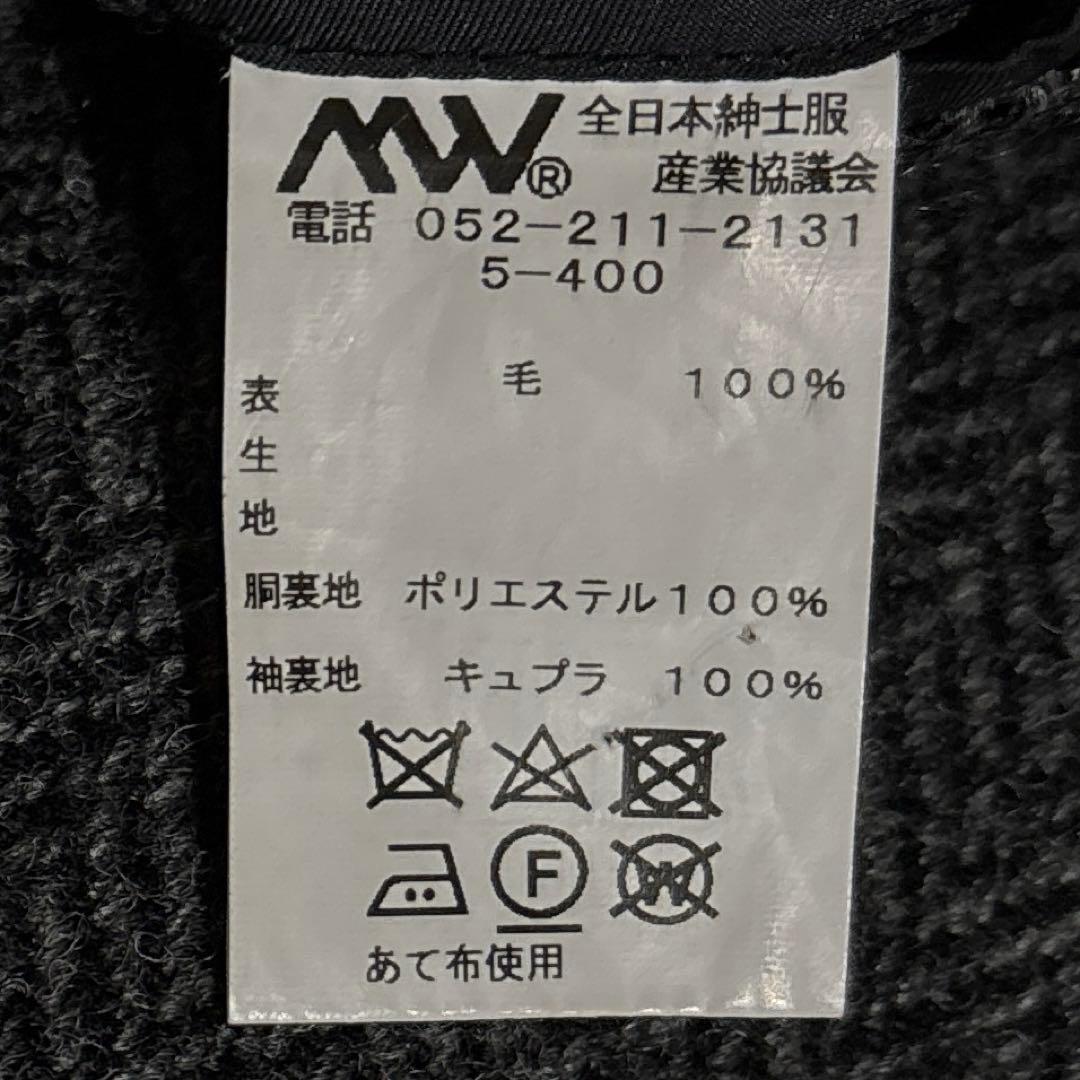 MW® 全日本紳士服
産業協議会
電話 052-211-2131
5-400
表生地 毛 100%
胴裏地 ポリエステル100%
袖裏地 キュプラ 100%
F W
あて布使用